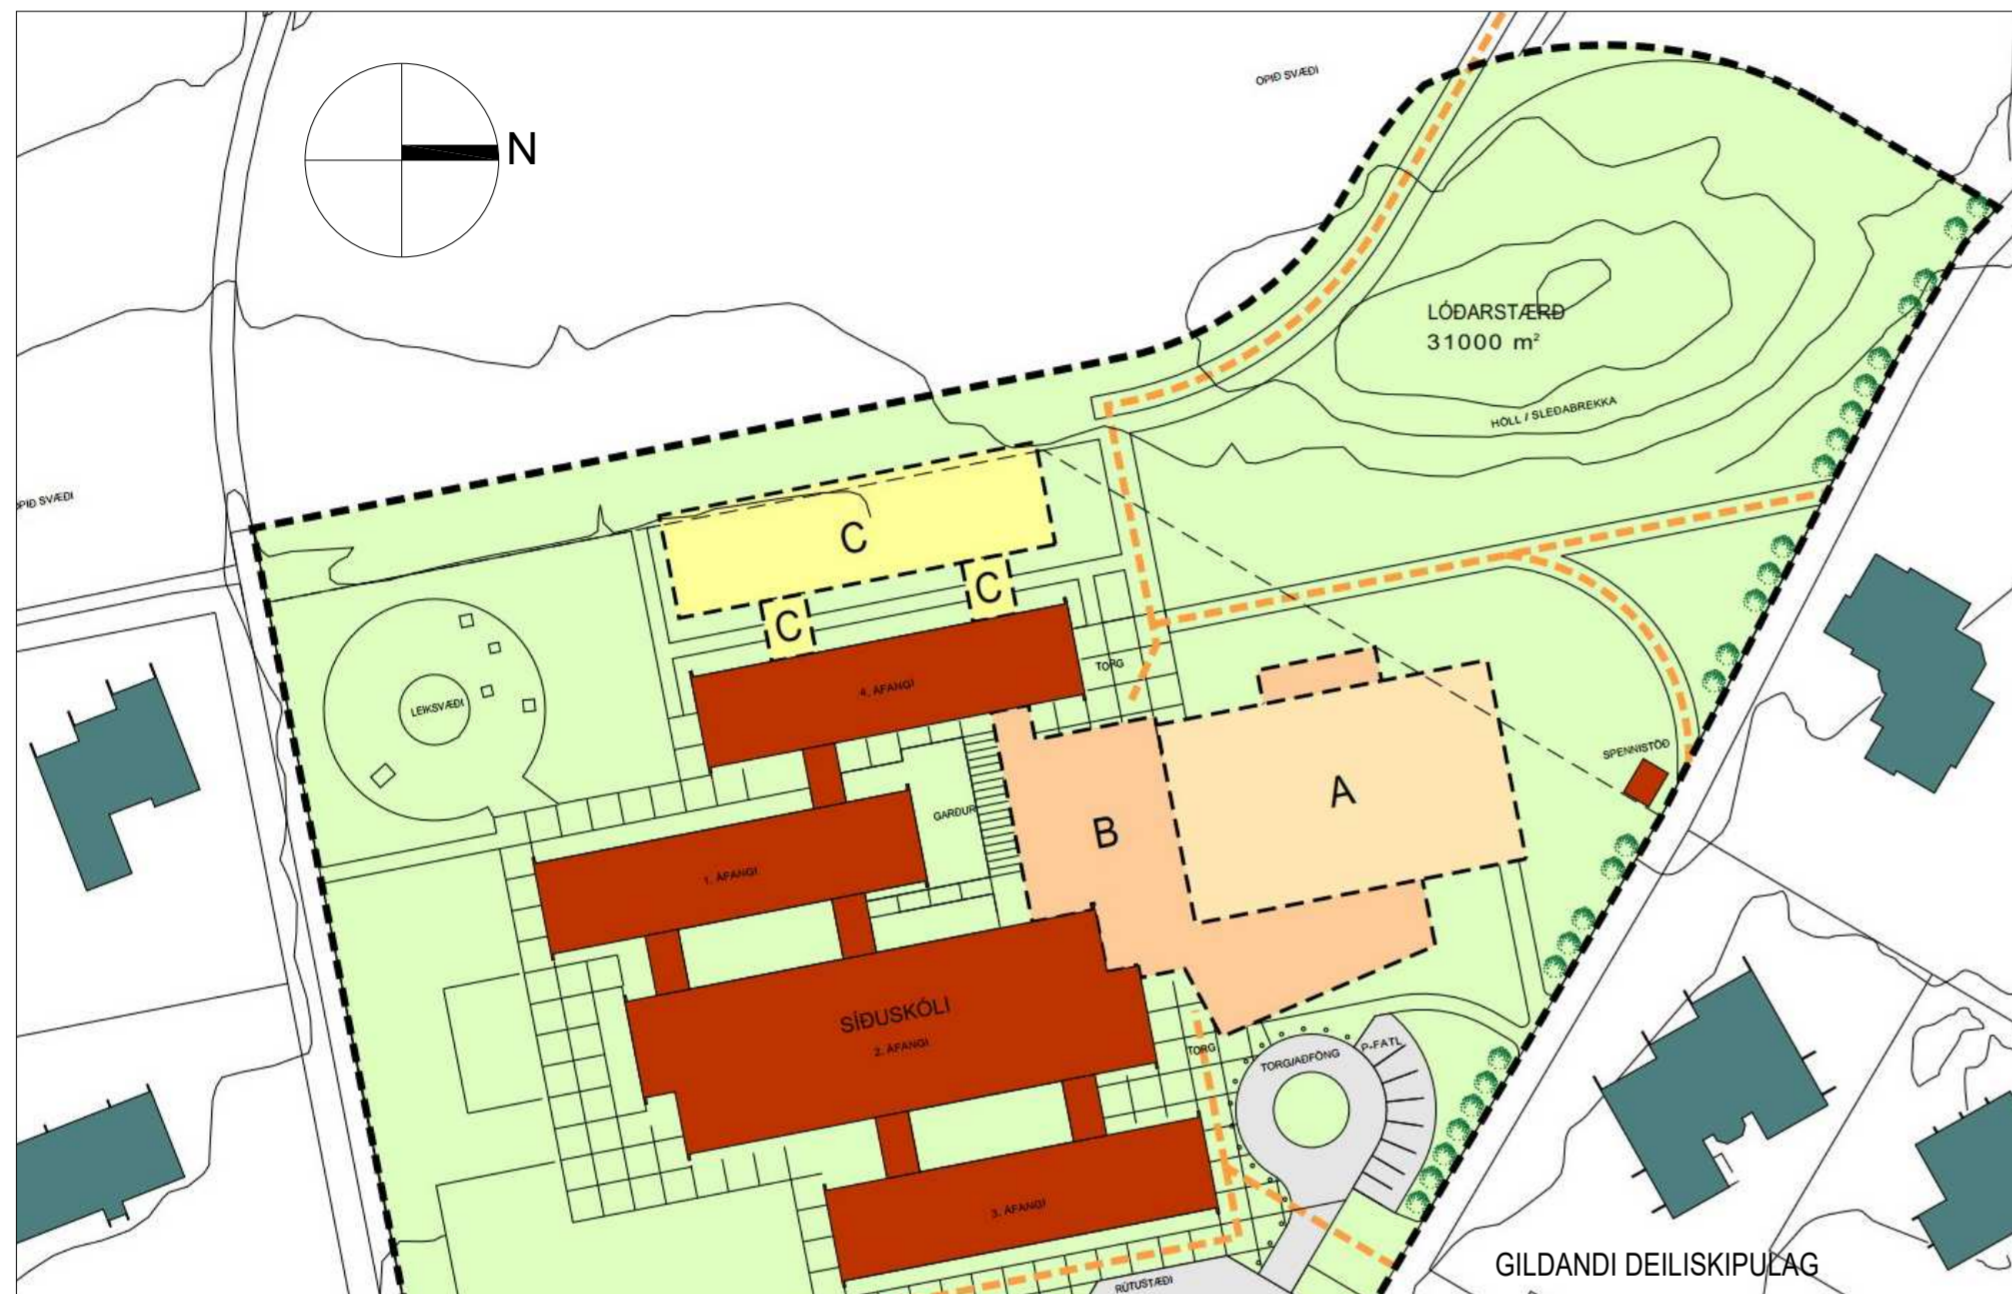 OPIÐ SVÆÐI
N
LÓÐARSTÆRÐ
31000 m²
HÓLL / SLEÐABREKKA
OPIÐ SVÆÐI
C
C
C
4. ÁFANGI
TORG
LEIKSVÆÐI
SPENNISTÖÐ
A
GARÐUR
B
1. ÁFANGI
SÍÐUSKÓLI
2. ÁFANGI
TORG
TORG/AÐFÖNG
P-FATL
3. ÁFANGI
GILDANDI DEILISKIPULAG
RÚTUSTÆÐI